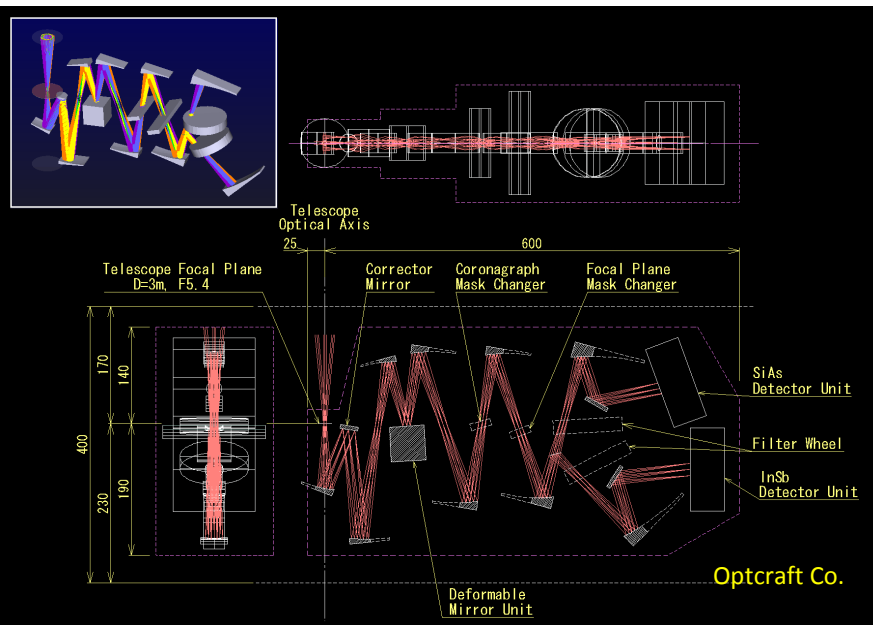 Telescope
Optical Axis
25
600
Telescope Focal Plane
D=3m, F5.4
Corrector
Mirror
Coronagraph
Mask Changer
Focal Plane
Mask Changer
170
140
400
230
190
SiAs
Detector Unit
Filter Wheel
InSb
Detector Unit
Deformable
Mirror Unit
Optcraft Co.